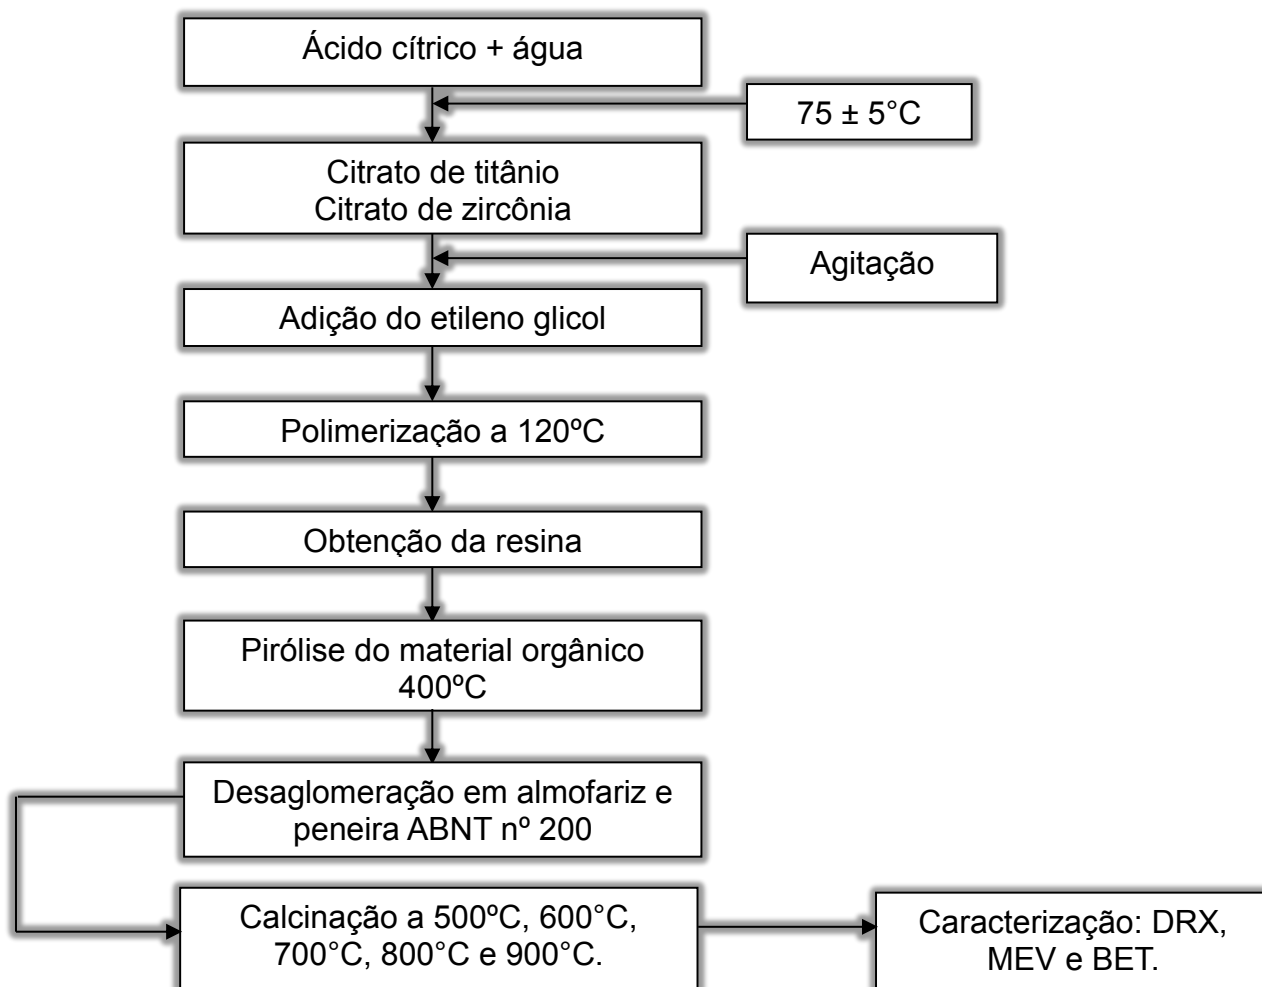 Ácido cítrico + água
75 ± 5°C
Citrato de titânio
Citrato de zircônia
Agitação
Adição do etileno glicol
Polimerização a 120ºC
Obtenção da resina
Pirólise do material orgânico
400ºC
Desaglomeração em almofariz e
peneira ABNT nº 200
Calcinação a 500ºC, 600°C,
700°C, 800°C e 900°C.
Caracterização: DRX,
MEV e BET.